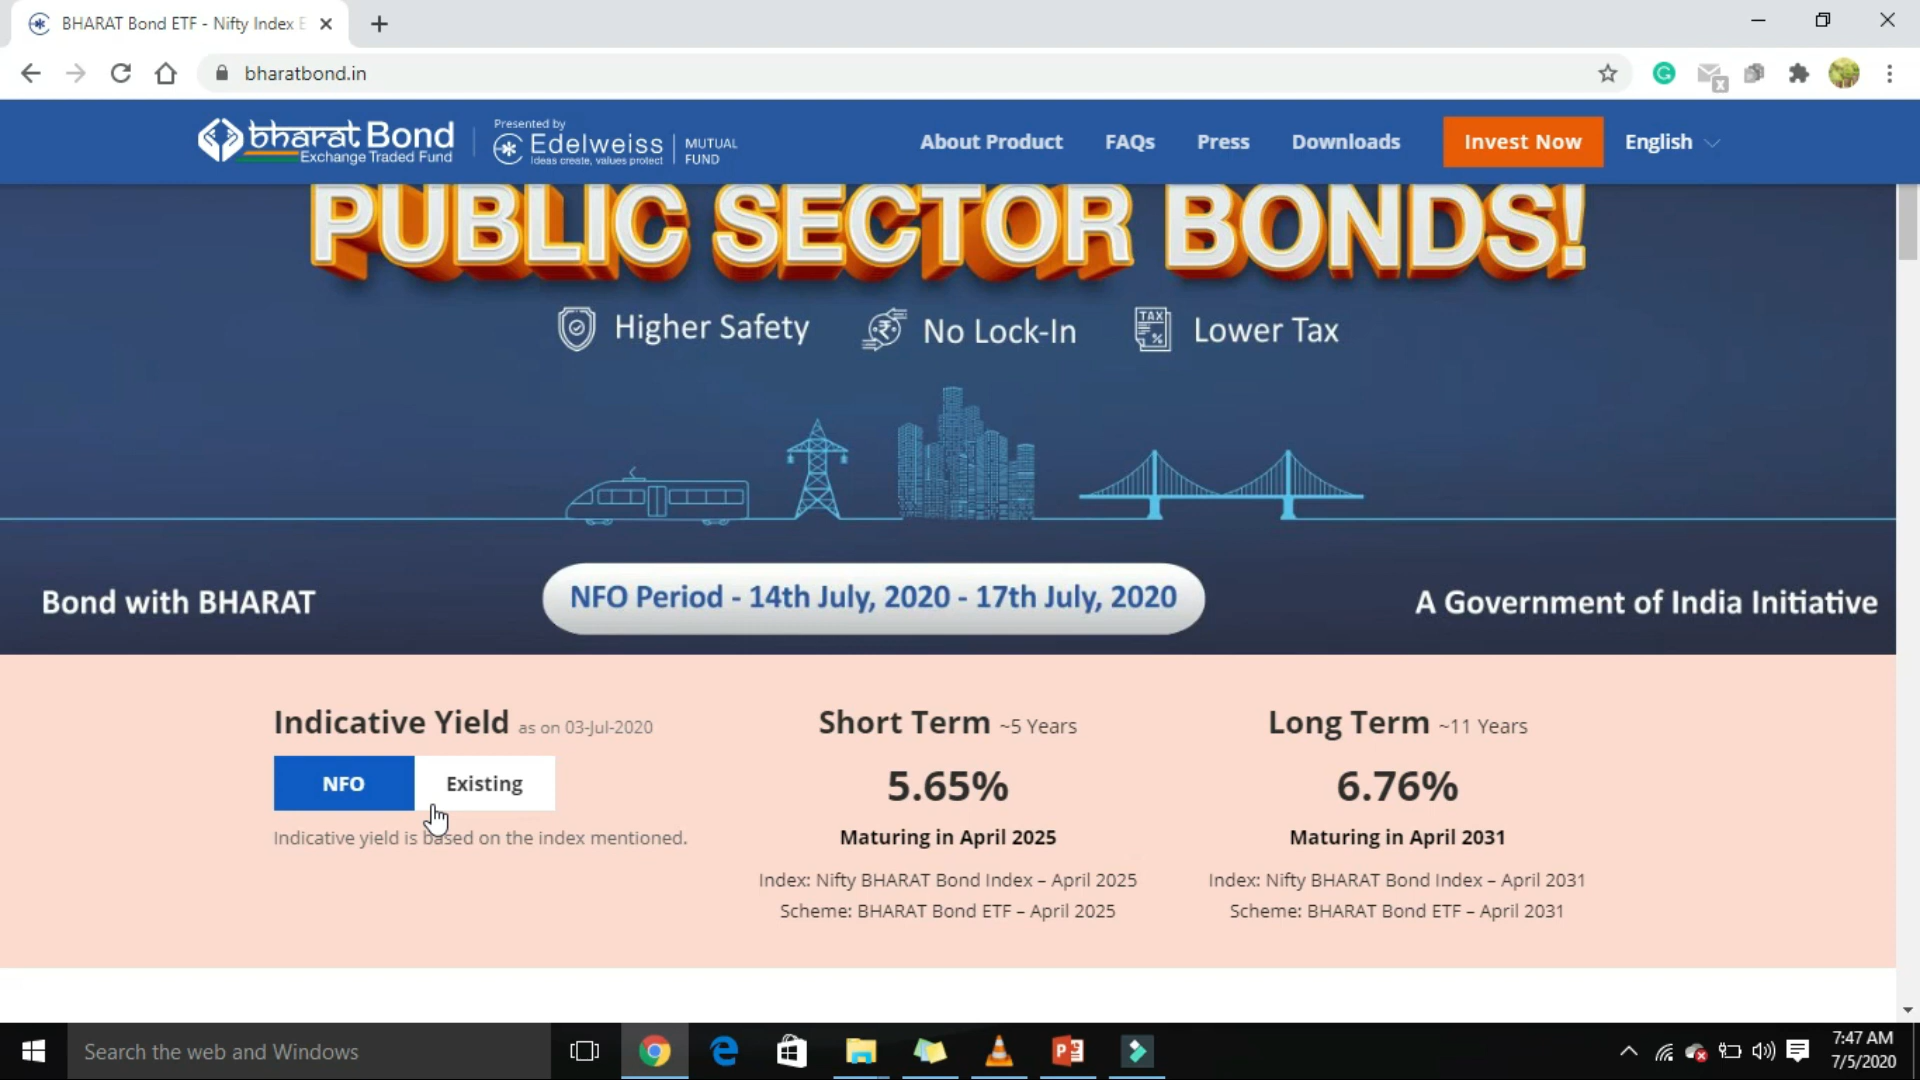 BHARAT Bond ETF - Nifty Index E
bharatbond.in
bharat Bond
Exchange Traded Fund
Presented by
Edelweiss
Ideas create, values protect
MUTUAL
FUND
About Product
FAQs
Press
Downloads
Invest Now
English
PUBLIC SECTOR BONDS!
Higher Safety
No Lock-In
TAX
%
Lower Tax
Bond with BHARAT
NFO Period - 14th July, 2020 - 17th July, 2020
A Government of India Initiative
Indicative Yield as on 03-Jul-2020
NFO
Existing
Indicative yield is based on the index mentioned.
Short Term ~5 Years
5.65%
Maturing in April 2025
Index: Nifty BHARAT Bond Index – April 2025
Scheme: BHARAT Bond ETF – April 2025
Long Term ~11 Years
6.76%
Maturing in April 2031
Index: Nifty BHARAT Bond Index – April 2031
Scheme: BHARAT Bond ETF – April 2031
Search the web and Windows
7:47 AM
7/5/2020